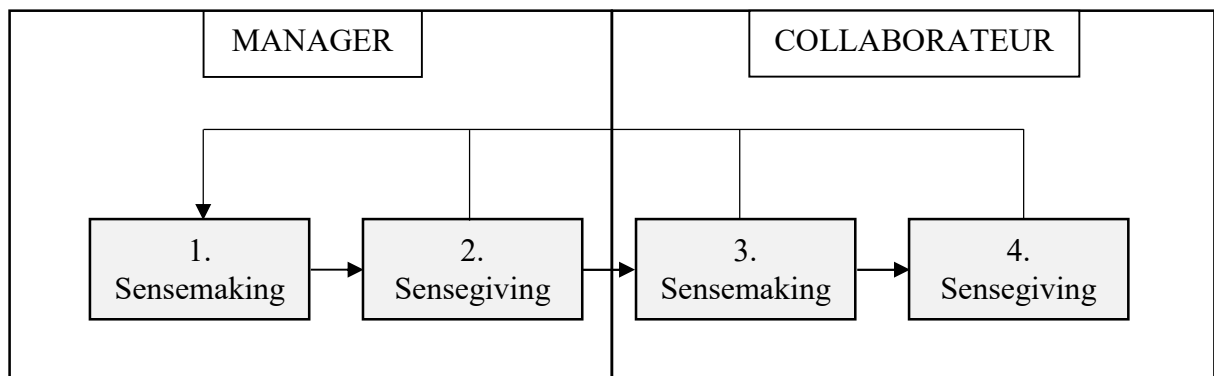 MANAGER
COLLABORATEUR
1.
Sensemaking
2.
Sensegiving
3.
Sensemaking
4.
Sensegiving